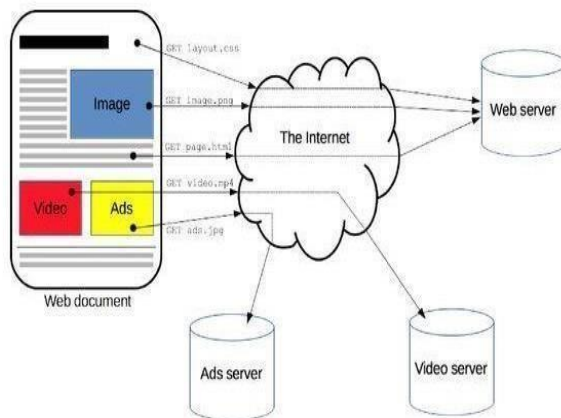 GET layout.css
Image
GET image.png
The Internet
Web server
GET page.html
Video
Ads
GET video.mp4
GET ads.jpg
Web document
Ads server
Video server